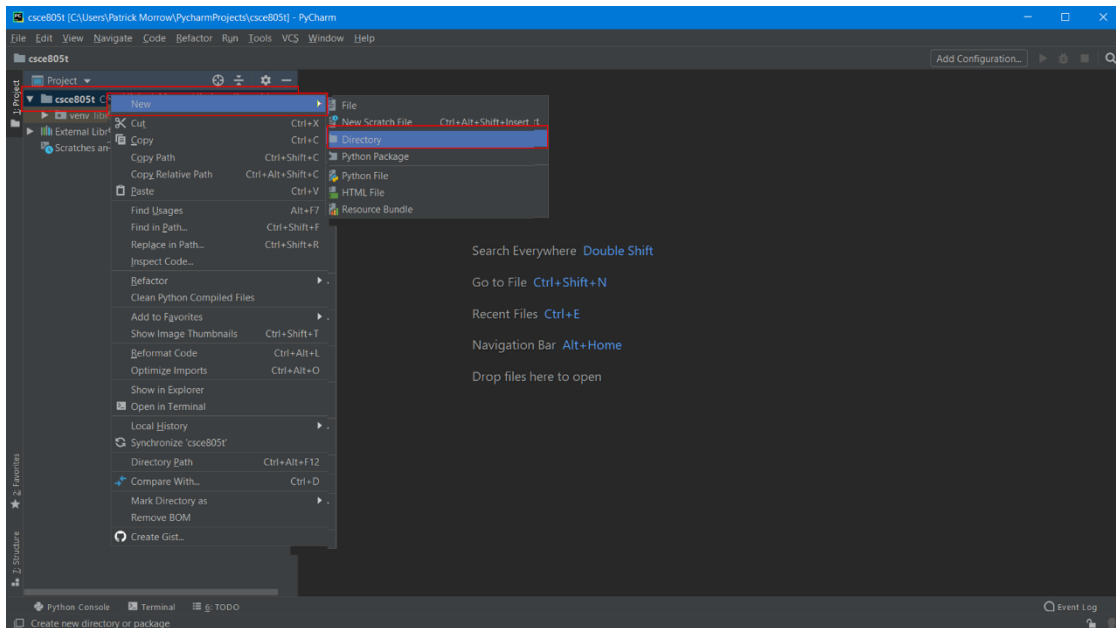 PC csce805t [C:\Users\Patrick Morrow\PycharmProjects\csce805t] - PyCharm
File Edit View Navigate Code Refactor Run Tools VCS Window Help
csce805t
Add Configuration...
1: Project
Project
csce805t
venv
External Libr
Scratches an
New
Cut Ctrl+X
Copy Ctrl+C
Copy Path Ctrl+Shift+C
Copy Relative Path Ctrl+Alt+Shift+C
Paste Ctrl+V
Find Usages Alt+F7
Find in Path... Ctrl+Shift+F
Replace in Path... Ctrl+Shift+R
Inspect Code...
Refactor
Clean Python Compiled Files
Add to Favorites
Show Image Thumbnails Ctrl+Shift+T
Reformat Code Ctrl+Alt+L
Optimize Imports Ctrl+Alt+O
Show in Explorer
Open in Terminal
Local History
Synchronize 'csce805t'
Directory Path Ctrl+Alt+F12
Compare With... Ctrl+D
Mark Directory as
Remove BOM
Create Gist...
File
New Scratch File Ctrl+Alt+Shift+Insert
Directory
Python Package
Python File
HTML File
Resource Bundle
Search Everywhere Double Shift
Go to File Ctrl+Shift+N
Recent Files Ctrl+E
Navigation Bar Alt+Home
Drop files here to open
2: Favorites
7: Structure
Python Console Terminal 6: TODO
Event Log
Create new directory or package